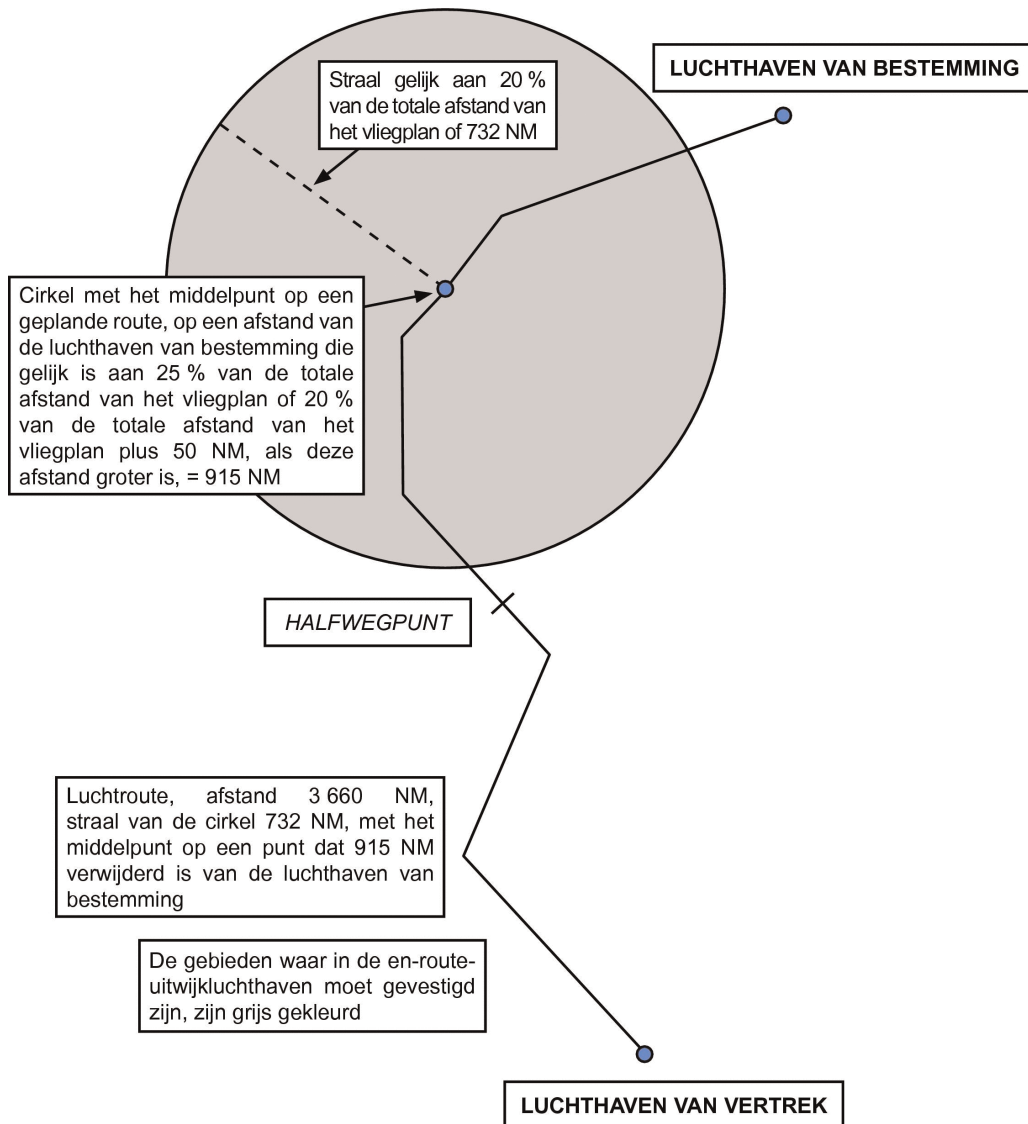 LUCHTHAVEN VAN BESTEMMING
Straal gelijk aan 20 %
van de totale afstand van
het vliegplan of 732 NM
Cirkel met het middelpunt op een
geplande route, op een afstand van
de luchthaven van bestemming die
gelijk is aan 25 % van de totale
afstand van het vliegplan of 20 %
van de totale afstand van het
vliegplan plus 50 NM, als deze
afstand groter is, = 915 NM
HALFWEGPUNT
Luchtroute, afstand 3 660 NM,
straal van de cirkel 732 NM, met het
middelpunt op een punt dat 915 NM
verwijderd is van de luchthaven van
bestemming
De gebieden waar in de en-route-
uitwijkluchthaven moet gevestigd
zijn, zijn grijs gekleurd
LUCHTHAVEN VAN VERTREK